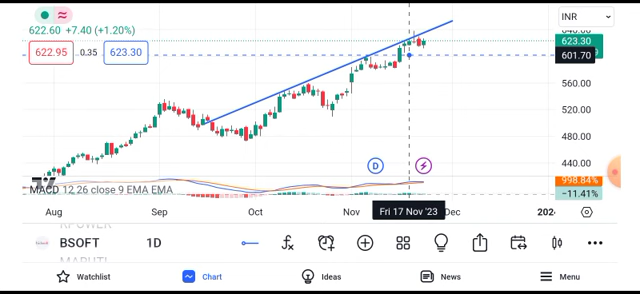 INR
622.60 +7.40 (+1.20%)
622.95 0.35 623.30
623.30
601.70
560.00
520.00
480.00
440.00
D
998.84%
MACD 12,26 close 9 EMA EMA
−11.41%
Aug Sep Oct Nov Fri 17 Nov '23 Dec 202
BSOFT 1D
Watchlist Chart Ideas News Menu